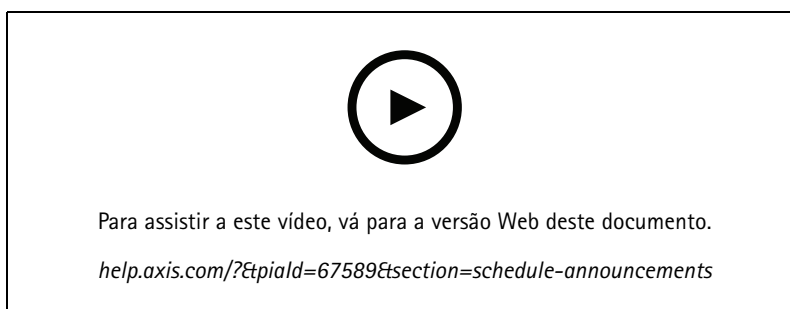 Para assistir a este vídeo, vá para a versão Web deste documento.
help.axis.com/?&piaId=67589&section=schedule-announcements